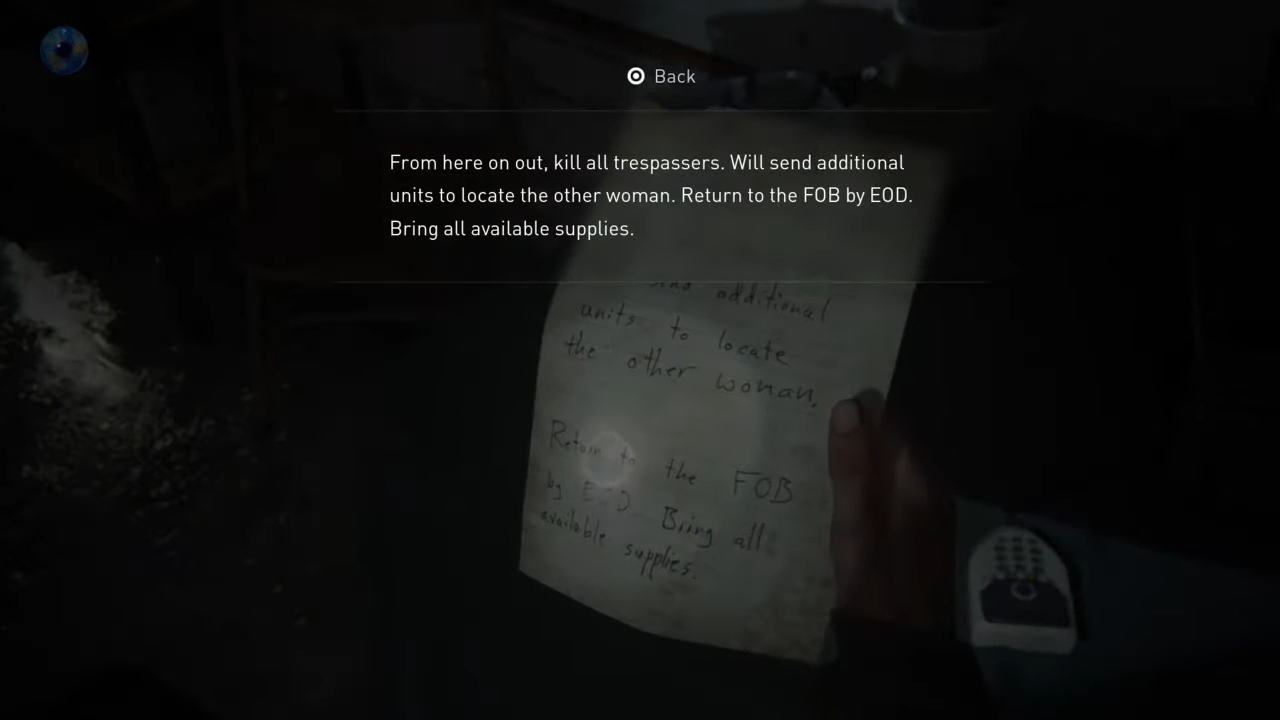 Back
From here on out, kill all trespassers. Will send additional
units to locate the other woman. Return to the FOB by EOD.
Bring all available supplies.
additional
units to locate
the other woman.
Return to the FOB
by EOD Bring all
available supplies.